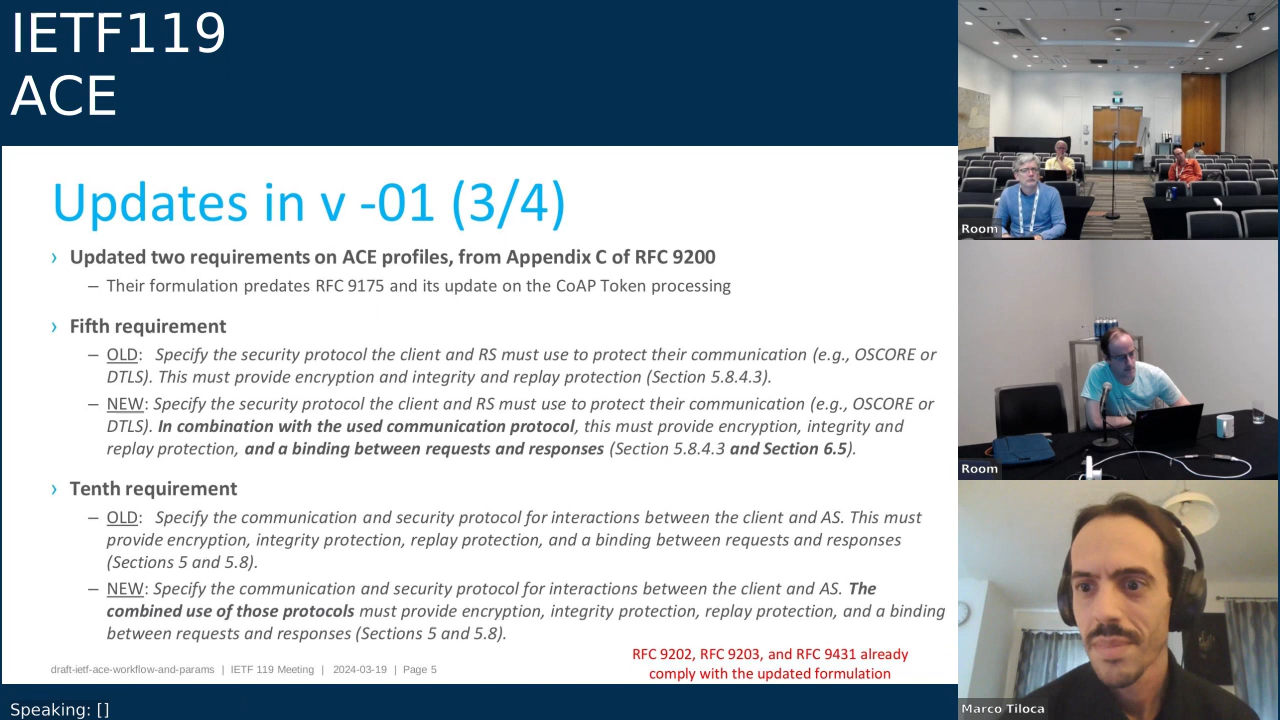 IETF119
ACE
Updates in v -01 (3/4)
› Updated two requirements on ACE profiles, from Appendix C of RFC 9200
– Their formulation predates RFC 9175 and its update on the CoAP Token processing
› Fifth requirement
– OLD: Specify the security protocol the client and RS must use to protect their communication (e.g., OSCORE or
DTLS). This must provide encryption and integrity and replay protection (Section 5.8.4.3).
– NEW: Specify the security protocol the client and RS must use to protect their communication (e.g., OSCORE or
DTLS). In combination with the used communication protocol, this must provide encryption, integrity and
replay protection, and a binding between requests and responses (Section 5.8.4.3 and Section 6.5).
› Tenth requirement
– OLD: Specify the communication and security protocol for interactions between the client and AS. This must
provide encryption, integrity protection, replay protection, and a binding between requests and responses
(Sections 5 and 5.8).
– NEW: Specify the communication and security protocol for interactions between the client and AS. The
combined use of those protocols must provide encryption, integrity protection, replay protection, and a binding
between requests and responses (Sections 5 and 5.8).
RFC 9202, RFC 9203, and RFC 9431 already
comply with the updated formulation
draft-ietf-ace-workflow-and-params | IETF 119 Meeting | 2024-03-19 | Page 5
Speaking: []
Room
Room
Marco Tiloca